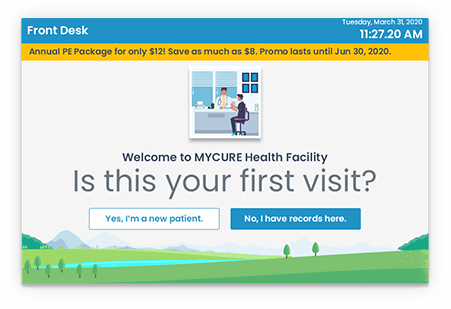 Front Desk
Tuesday, March 31, 2020
11:27.20 AM
Annual PE Package for only $12! Save as much as $8. Promo lasts until Jun 30, 2020.
Welcome to MYCURE Health Facility
Is this your first visit?
Yes, I'm a new patient.
No, I have records here.